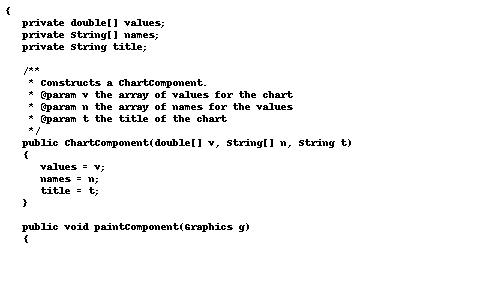 {
   private double[] values;
   private String[] names;
   private String title;

   /**
    * Constructs a ChartComponent.
    * @param v the array of values for the chart
    * @param n the array of names for the values
    * @param t the title of the chart
    */
   public ChartComponent(double[] v, String[] n, String t)
   {
      values = v;
      names = n;
      title = t;
   }

   public void paintComponent(Graphics g)
   {